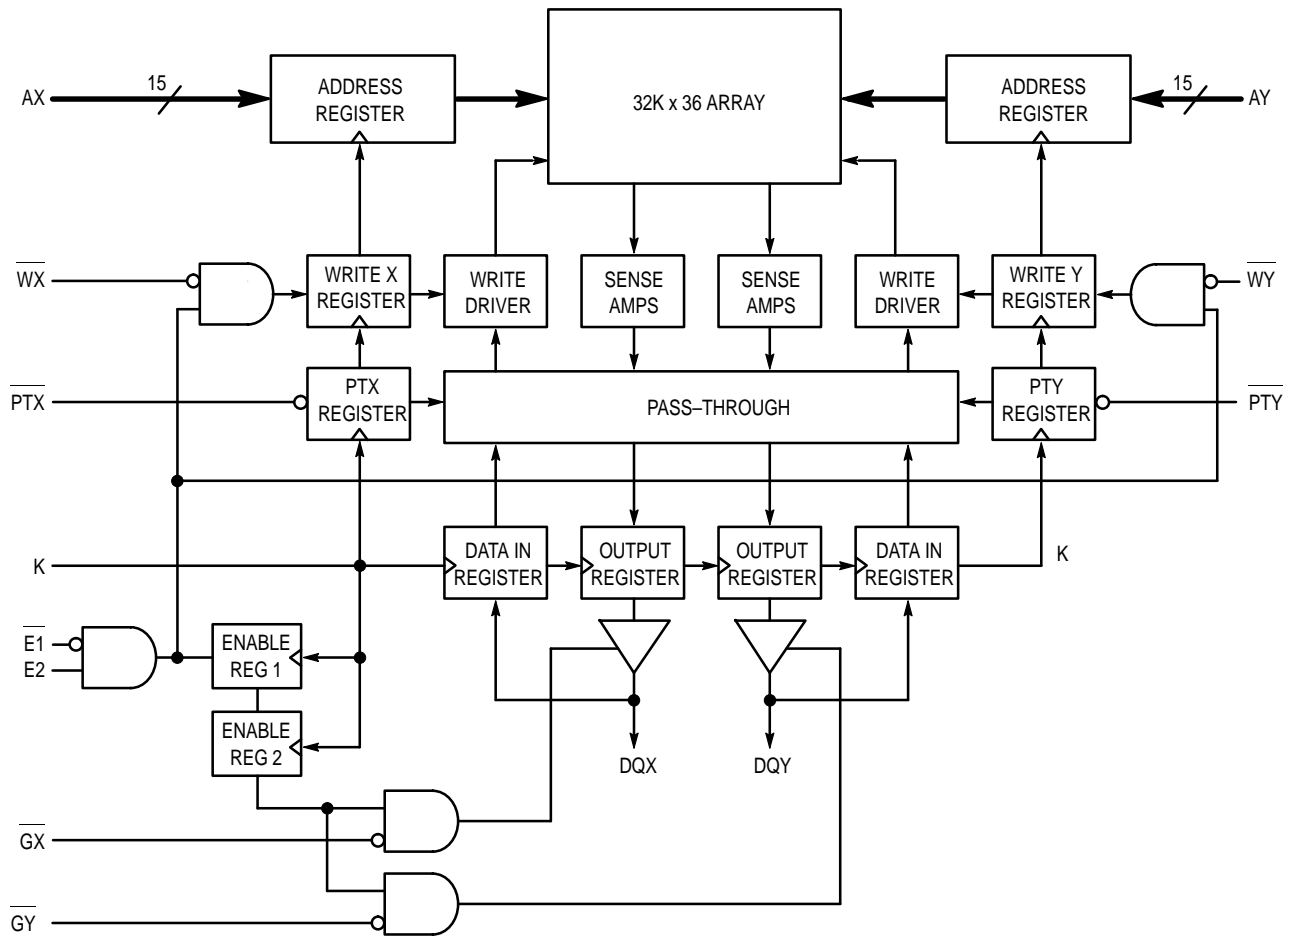 32K x 36 ARRAY
AX
15
ADDRESS
REGISTER
ADDRESS
REGISTER
15
AY
WX
WRITE X
REGISTER
WRITE
DRIVER
SENSE
AMPS
SENSE
AMPS
WRITE
DRIVER
WRITE Y
REGISTER
WY
PTX
PTX
REGISTER
PASS–THROUGH
PTY
REGISTER
PTY
K
DATA IN
REGISTER
OUTPUT
REGISTER
OUTPUT
REGISTER
DATA IN
REGISTER
K
E1
E2
ENABLE
REG 1
ENABLE
REG 2
DQX
DQY
GX
GY